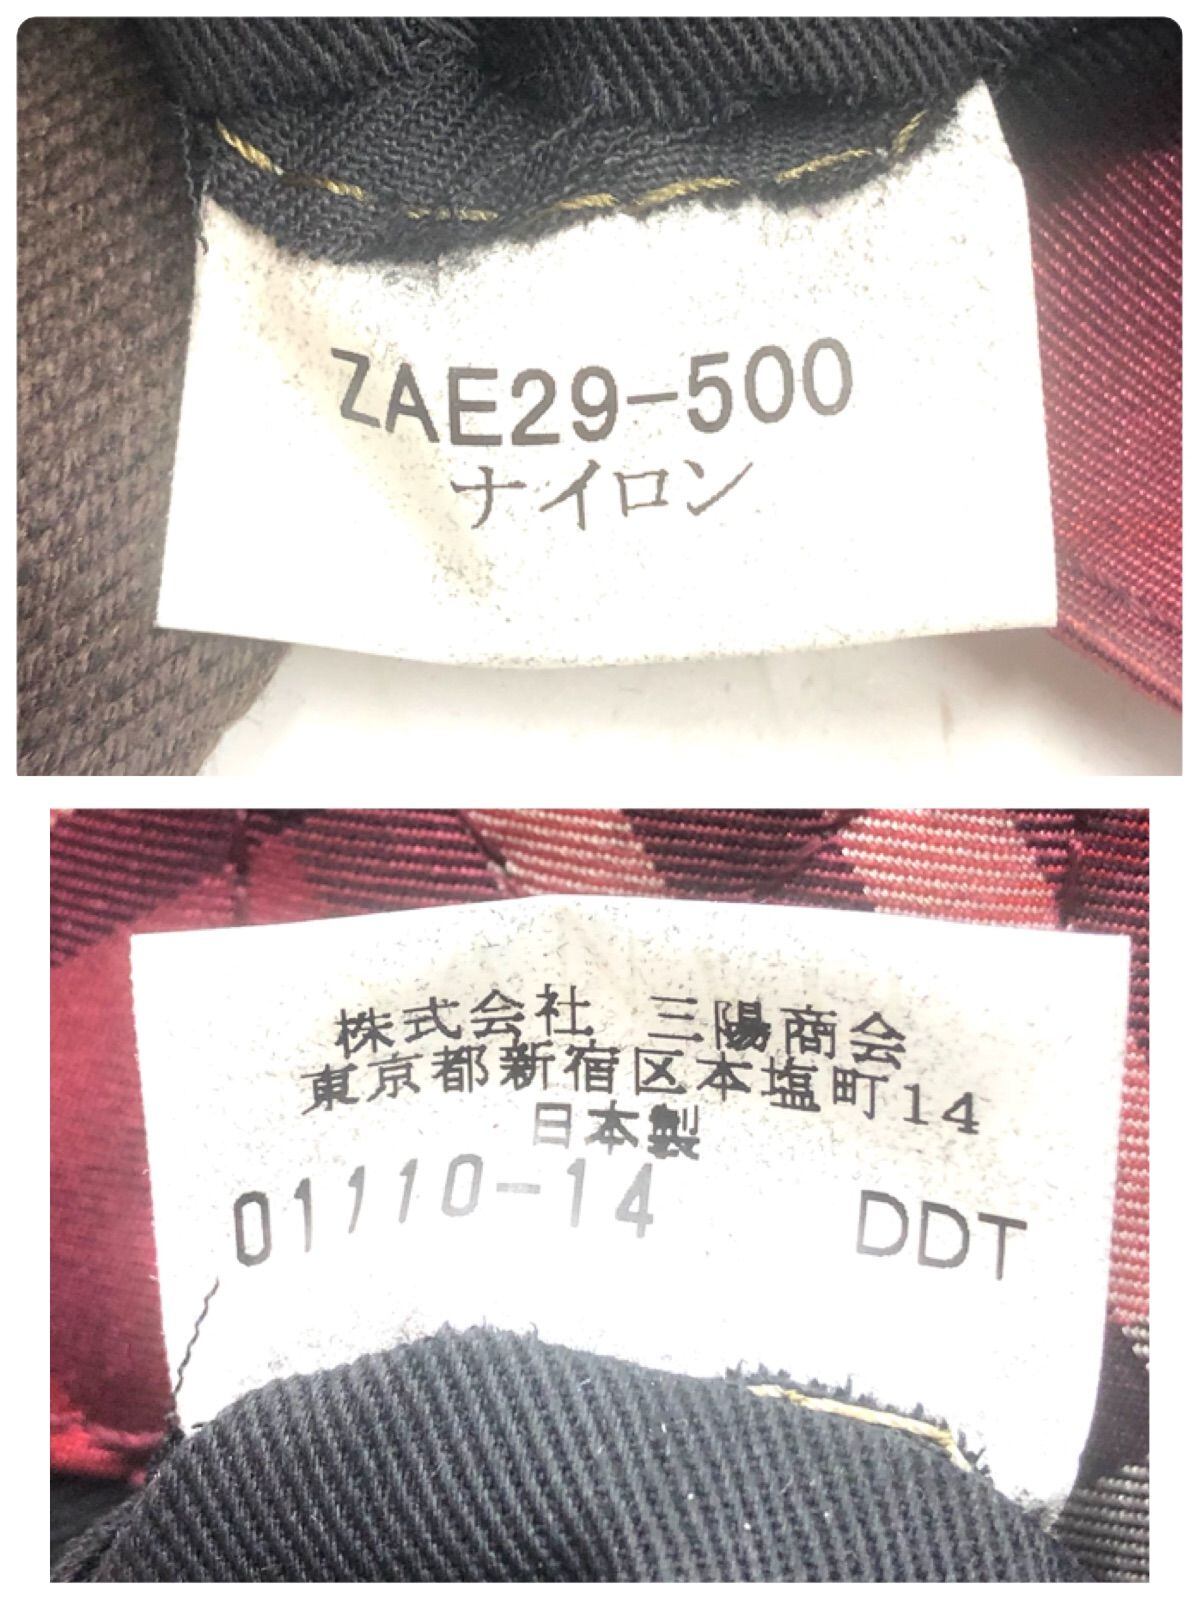 ZAE29-500
ナイロン
株式会社 三陽商会
東京都新宿区本塩町14
日本製
01110-14 DDT